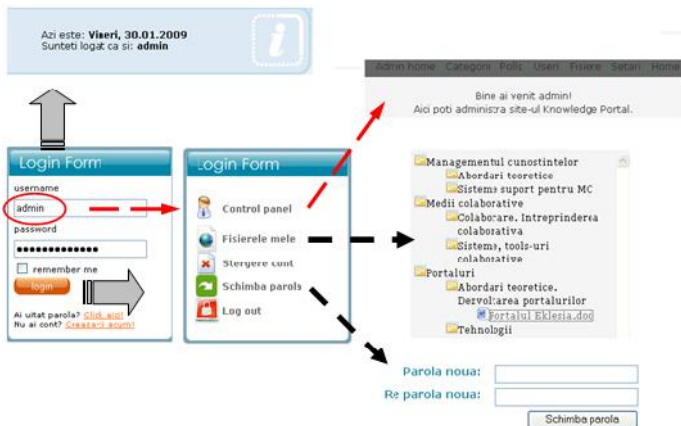 Azi este: Vineri, 30.01.2009
Sunteti logat ca si: admin
Admin home Categorii Polls Useri Fisiere Setari Home
Bine ai venit admin!
Aici poti administra site-ul Knowledge Portal.
Login Form
username
admin
password
remember me
login
Ai uitat parola? Click aici!
Nu ai cont? Creaza-ti acum!
Login Form
Control panel
Fisierele mele
Stergere cont
Schimba parola
Log out
Managementul cunostintelor
Abordari teoretice
Sisteme suport pentru MC
Medii colaborative
Colaborare. Intreprinderea
colaborativa
Sisteme, tools-uri
colaborative
Portaluri
Abordari teoretice.
Dezvoltarea portalurilor
Portalul Eklesia.doc
Tehnologii
Parola noua:
Re parola noua:
Schimba parola